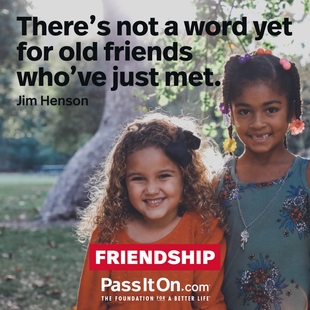 There's not a word yet
for old friends
who've just met.
Jim Henson
FRIENDSHIP
PassItOn.com
THE FOUNDATION FOR A BETTER LIFE